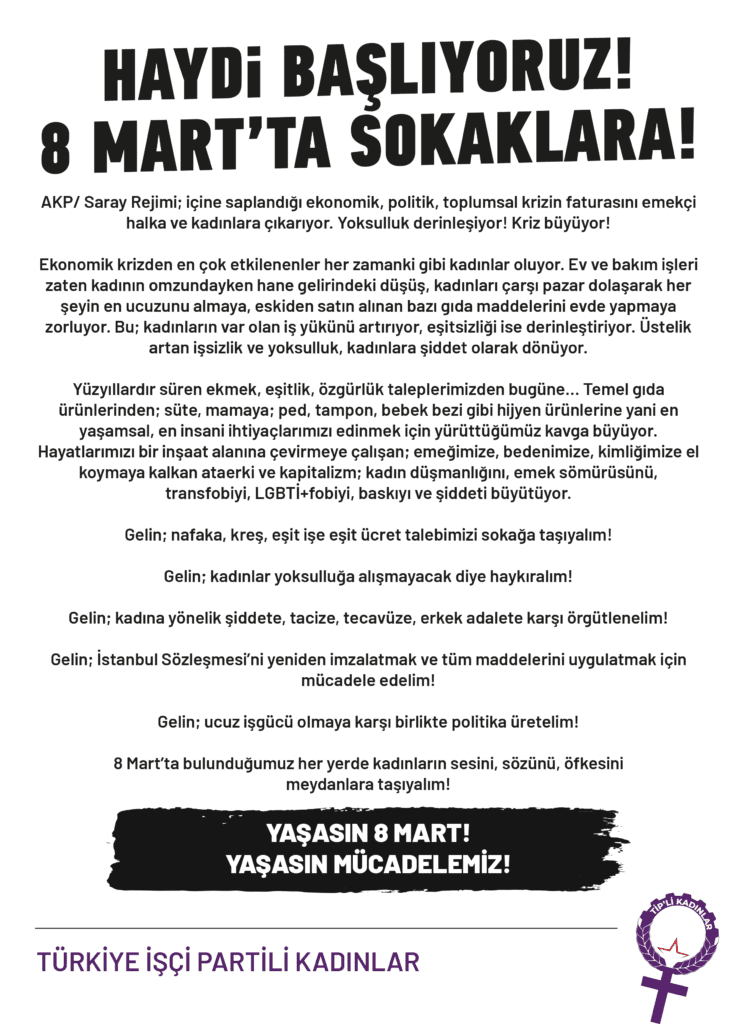 HAYDİ BAŞLIYORUZ!
8 MART'TA SOKAKLARA!
AKP/ Saray Rejimi; içine saplandığı ekonomik, politik, toplumsal krizin faturasını emekçi
halka ve kadınlara çıkarıyor. Yoksulluk derinleşiyor! Kriz büyüyor!
Ekonomik krizden en çok etkilenenler her zamanki gibi kadınlar oluyor. Ev ve bakım işleri
zaten kadının omzundayken hane gelirindeki düşüş, kadınları çarşı pazar dolaşarak her
şeyin en ucuzunu almaya, eskiden satın alınan bazı gıda maddelerini evde yapmaya
zorluyor. Bu; kadınların var olan iş yükünü artırıyor, eşitsizliği ise derinleştiriyor. Üstelik
artan işsizlik ve yoksulluk, kadınlara şiddet olarak dönüyor.
Yüzyıllardır süren ekmek, eşitlik, özgürlük taleplerimizden bugüne... Temel gıda
ürünlerinden; süte, mamaya; ped, tampon, bebek bezi gibi hijyen ürünlerine yani en
yaşamsal, en insani ihtiyaçlarımızı edinmek için yürüttüğümüz kavga büyüyor.
Hayatlarımızı bir inşaat alanına çevirmeye çalışan; emeğimize, bedenimize, kimliğimize el
koymaya kalkan ataerki ve kapitalizm; kadın düşmanlığını, emek sömürüsünü,
transfobiyi, LGBTİ+fobiyi, baskıyı ve şiddeti büyütüyor.
Gelin; nafaka, kreş, eşit işe eşit ücret talebimizi sokağa taşıyalım!
Gelin; kadınlar yoksulluğa alışmayacak diye haykıralım!
Gelin; kadına yönelik şiddete, tacize, tecavüze, erkek adalete karşı örgütlenelim!
Gelin; İstanbul Sözleşmesi'ni yeniden imzalatmak ve tüm maddelerini uygulatmak için
mücadele edelim!
Gelin; ucuz işgücü olmaya karşı birlikte politika üretelim!
8 Mart'ta bulunduğumuz her yerde kadınların sesini, sözünü, öfkesini
meydanlara taşıyalım!
YAŞASIN 8 MART!
YAŞASIN MÜCADELEMİZ!
TİP'Lİ KADINLAR
TÜRKİYE İŞÇİ PARTİLİ KADINLAR